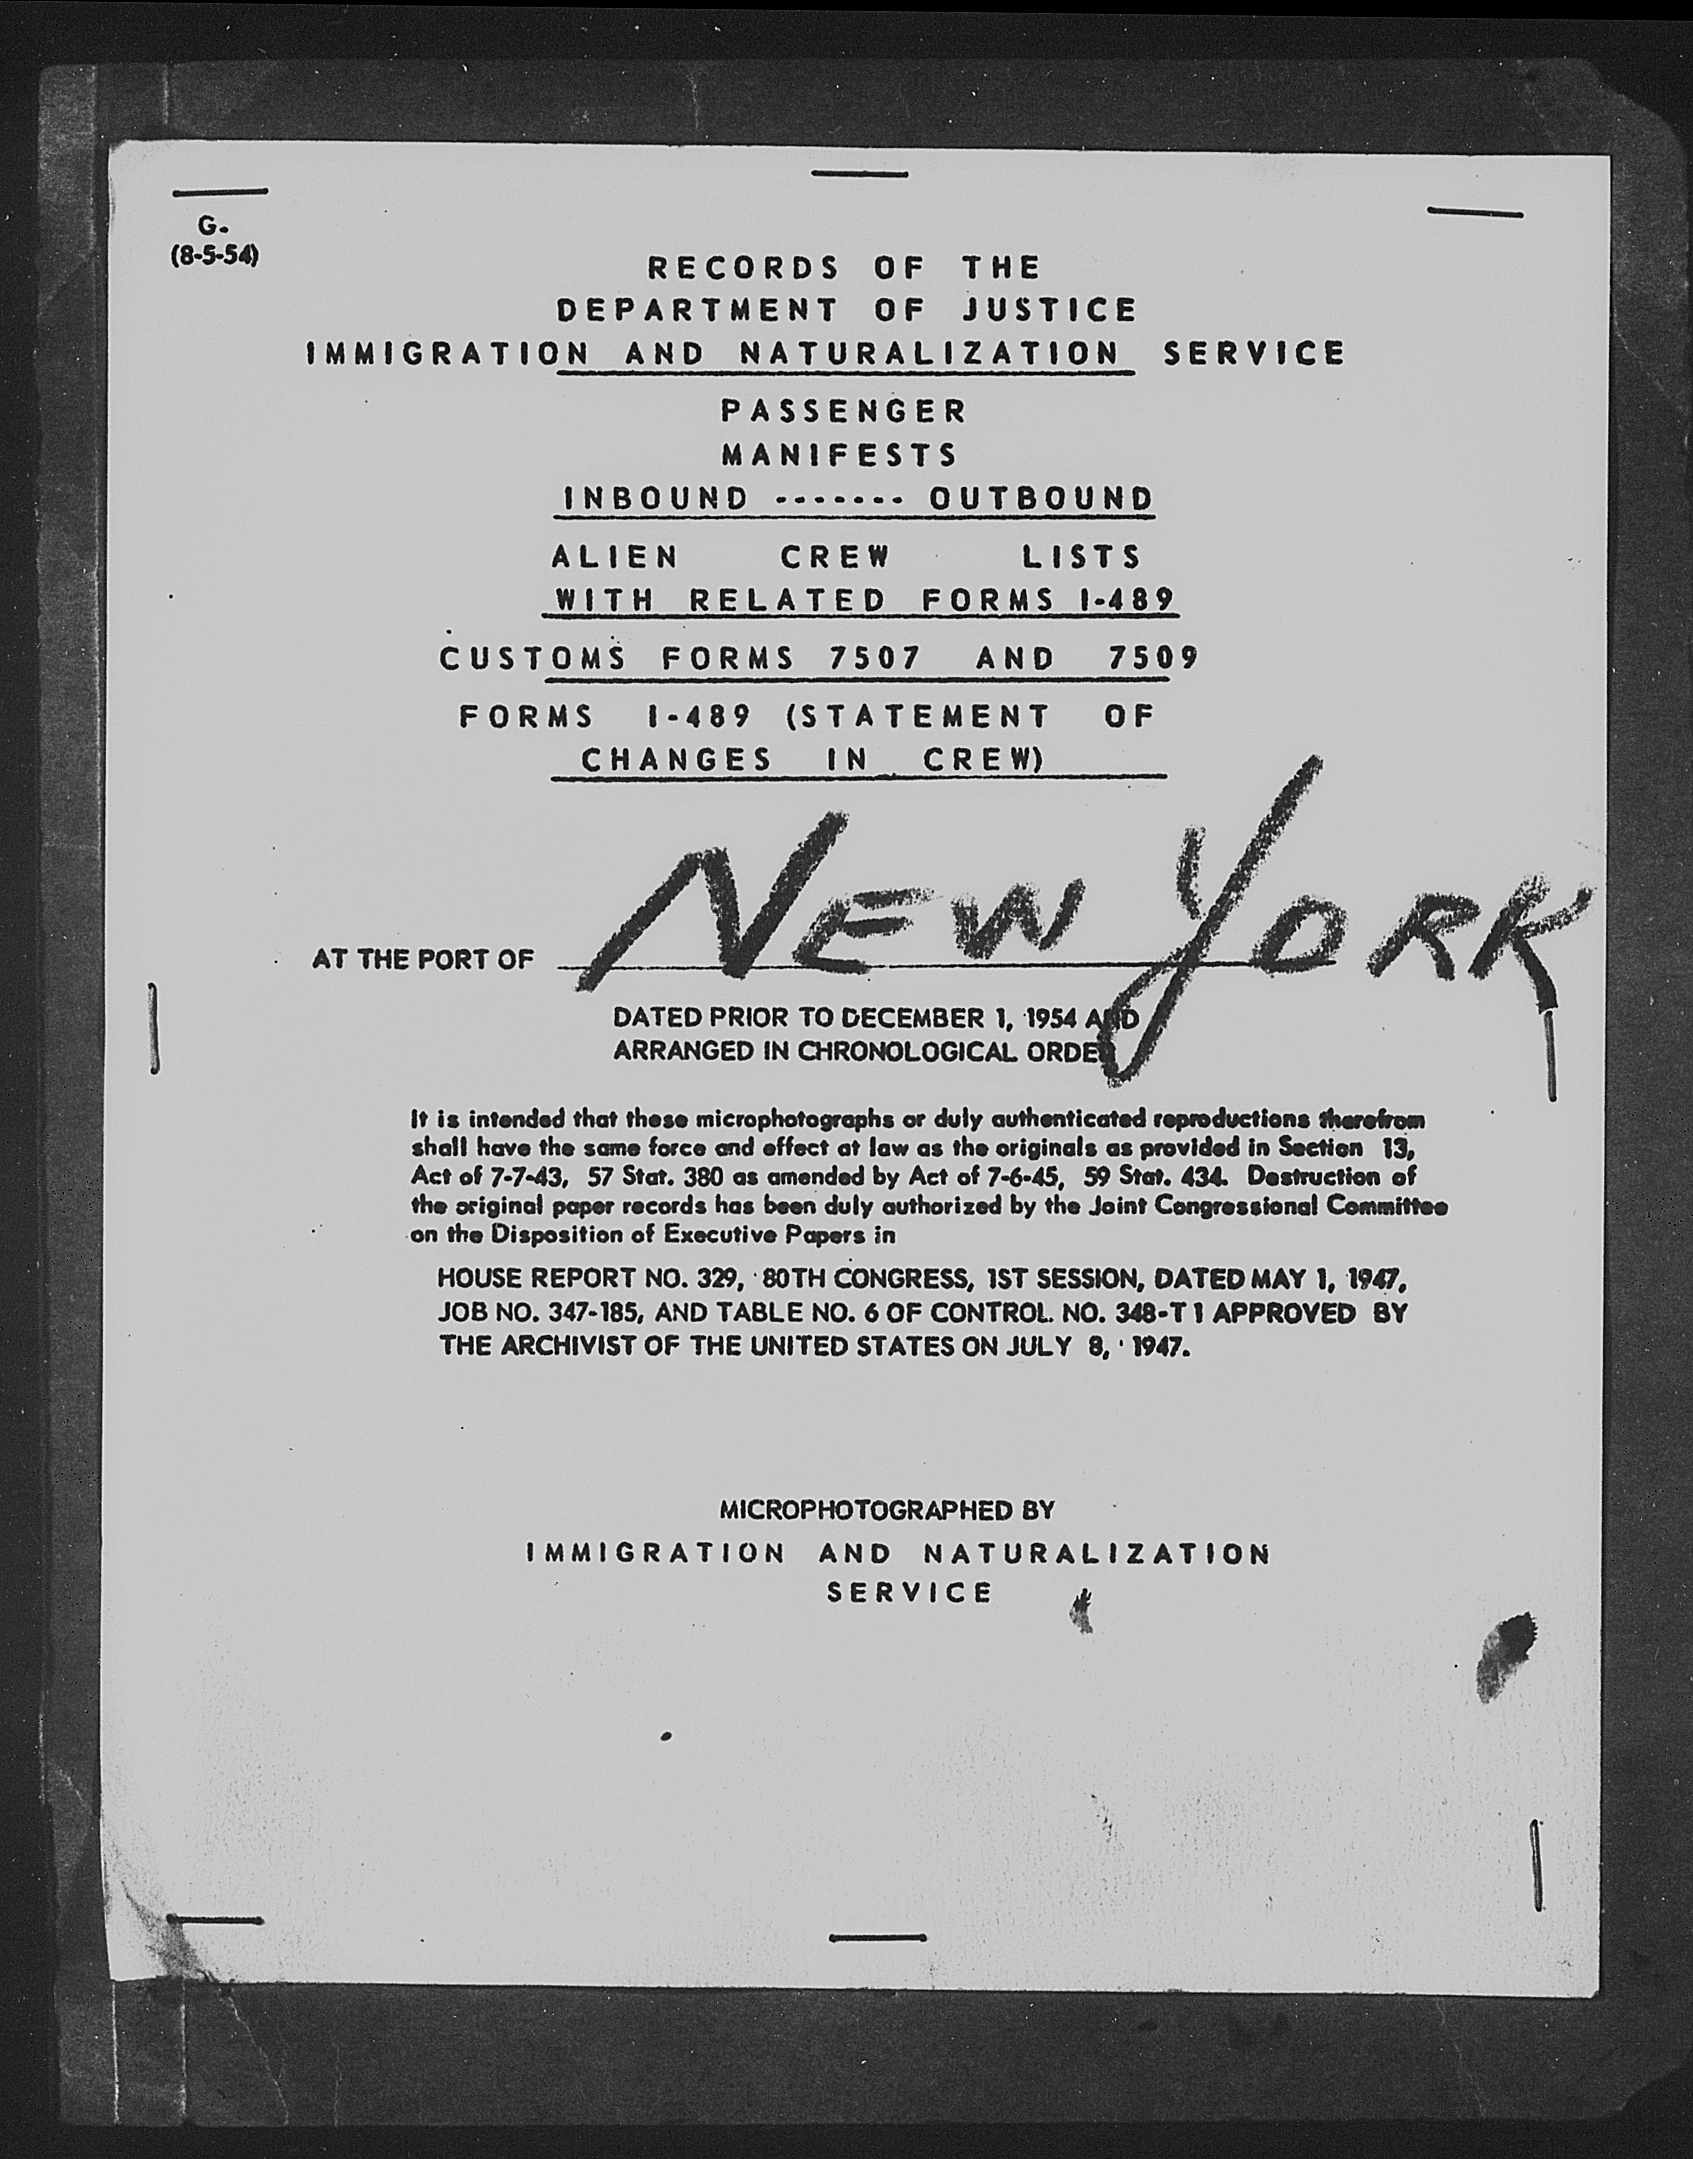 G.
(8-5-54)
RECORDS OF THE
DEPARTMENT OF JUSTICE
IMMIGRATION AND NATURALIZATION SERVICE
PASSENGER
MANIFESTS
INBOUND ------- OUTBOUND
ALIEN CREW LISTS
WITH RELATED FORMS I-489
CUSTOMS FORMS 7507 AND 7509
FORMS I-489 (STATEMENT OF
CHANGES IN CREW)
AT THE PORT OF NEW YORK
DATED PRIOR TO DECEMBER 1, 1954 AND
ARRANGED IN CHRONOLOGICAL ORDER
It is intended that these microphotographs or duly authenticated reproductions therefrom
shall have the same force and effect at law as the originals as provided in Section 13,
Act of 7-7-43, 57 Stat. 380 as amended by Act of 7-6-45, 59 Stat. 434. Destruction of
the original paper records has been duly authorized by the Joint Congressional Committee
on the Disposition of Executive Papers in
HOUSE REPORT NO. 329, 80TH CONGRESS, 1ST SESSION, DATED MAY 1, 1947,
JOB NO. 347-185, AND TABLE NO. 6 OF CONTROL NO. 348-T1 APPROVED BY
THE ARCHIVIST OF THE UNITED STATES ON JULY 8, 1947.
MICROPHOTOGRAPHED BY
IMMIGRATION AND NATURALIZATION
SERVICE